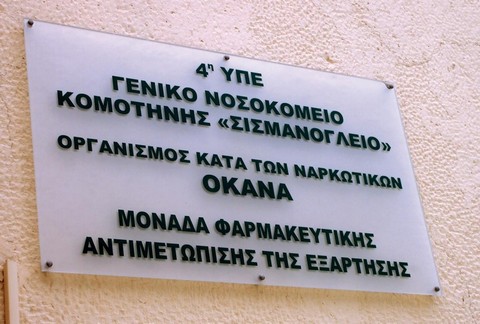 4η ΥΠΕ
ΓΕΝΙΚΟ ΝΟΣΟΚΟΜΕΙΟ
ΚΟΜΟΤΗΝΗΣ «ΣΙΣΜΑΝΟΓΛΕΙΟ»
ΟΡΓΑΝΙΣΜΟΣ ΚΑΤΑ ΤΩΝ ΝΑΡΚΩΤΙΚΩΝ
ΟΚΑΝΑ
ΜΟΝΑΔΑ ΦΑΡΜΑΚΕΥΤΙΚΗΣ
ΑΝΤΙΜΕΤΩΠΙΣΗΣ ΤΗΣ ΕΞΑΡΤΗΣΗΣ